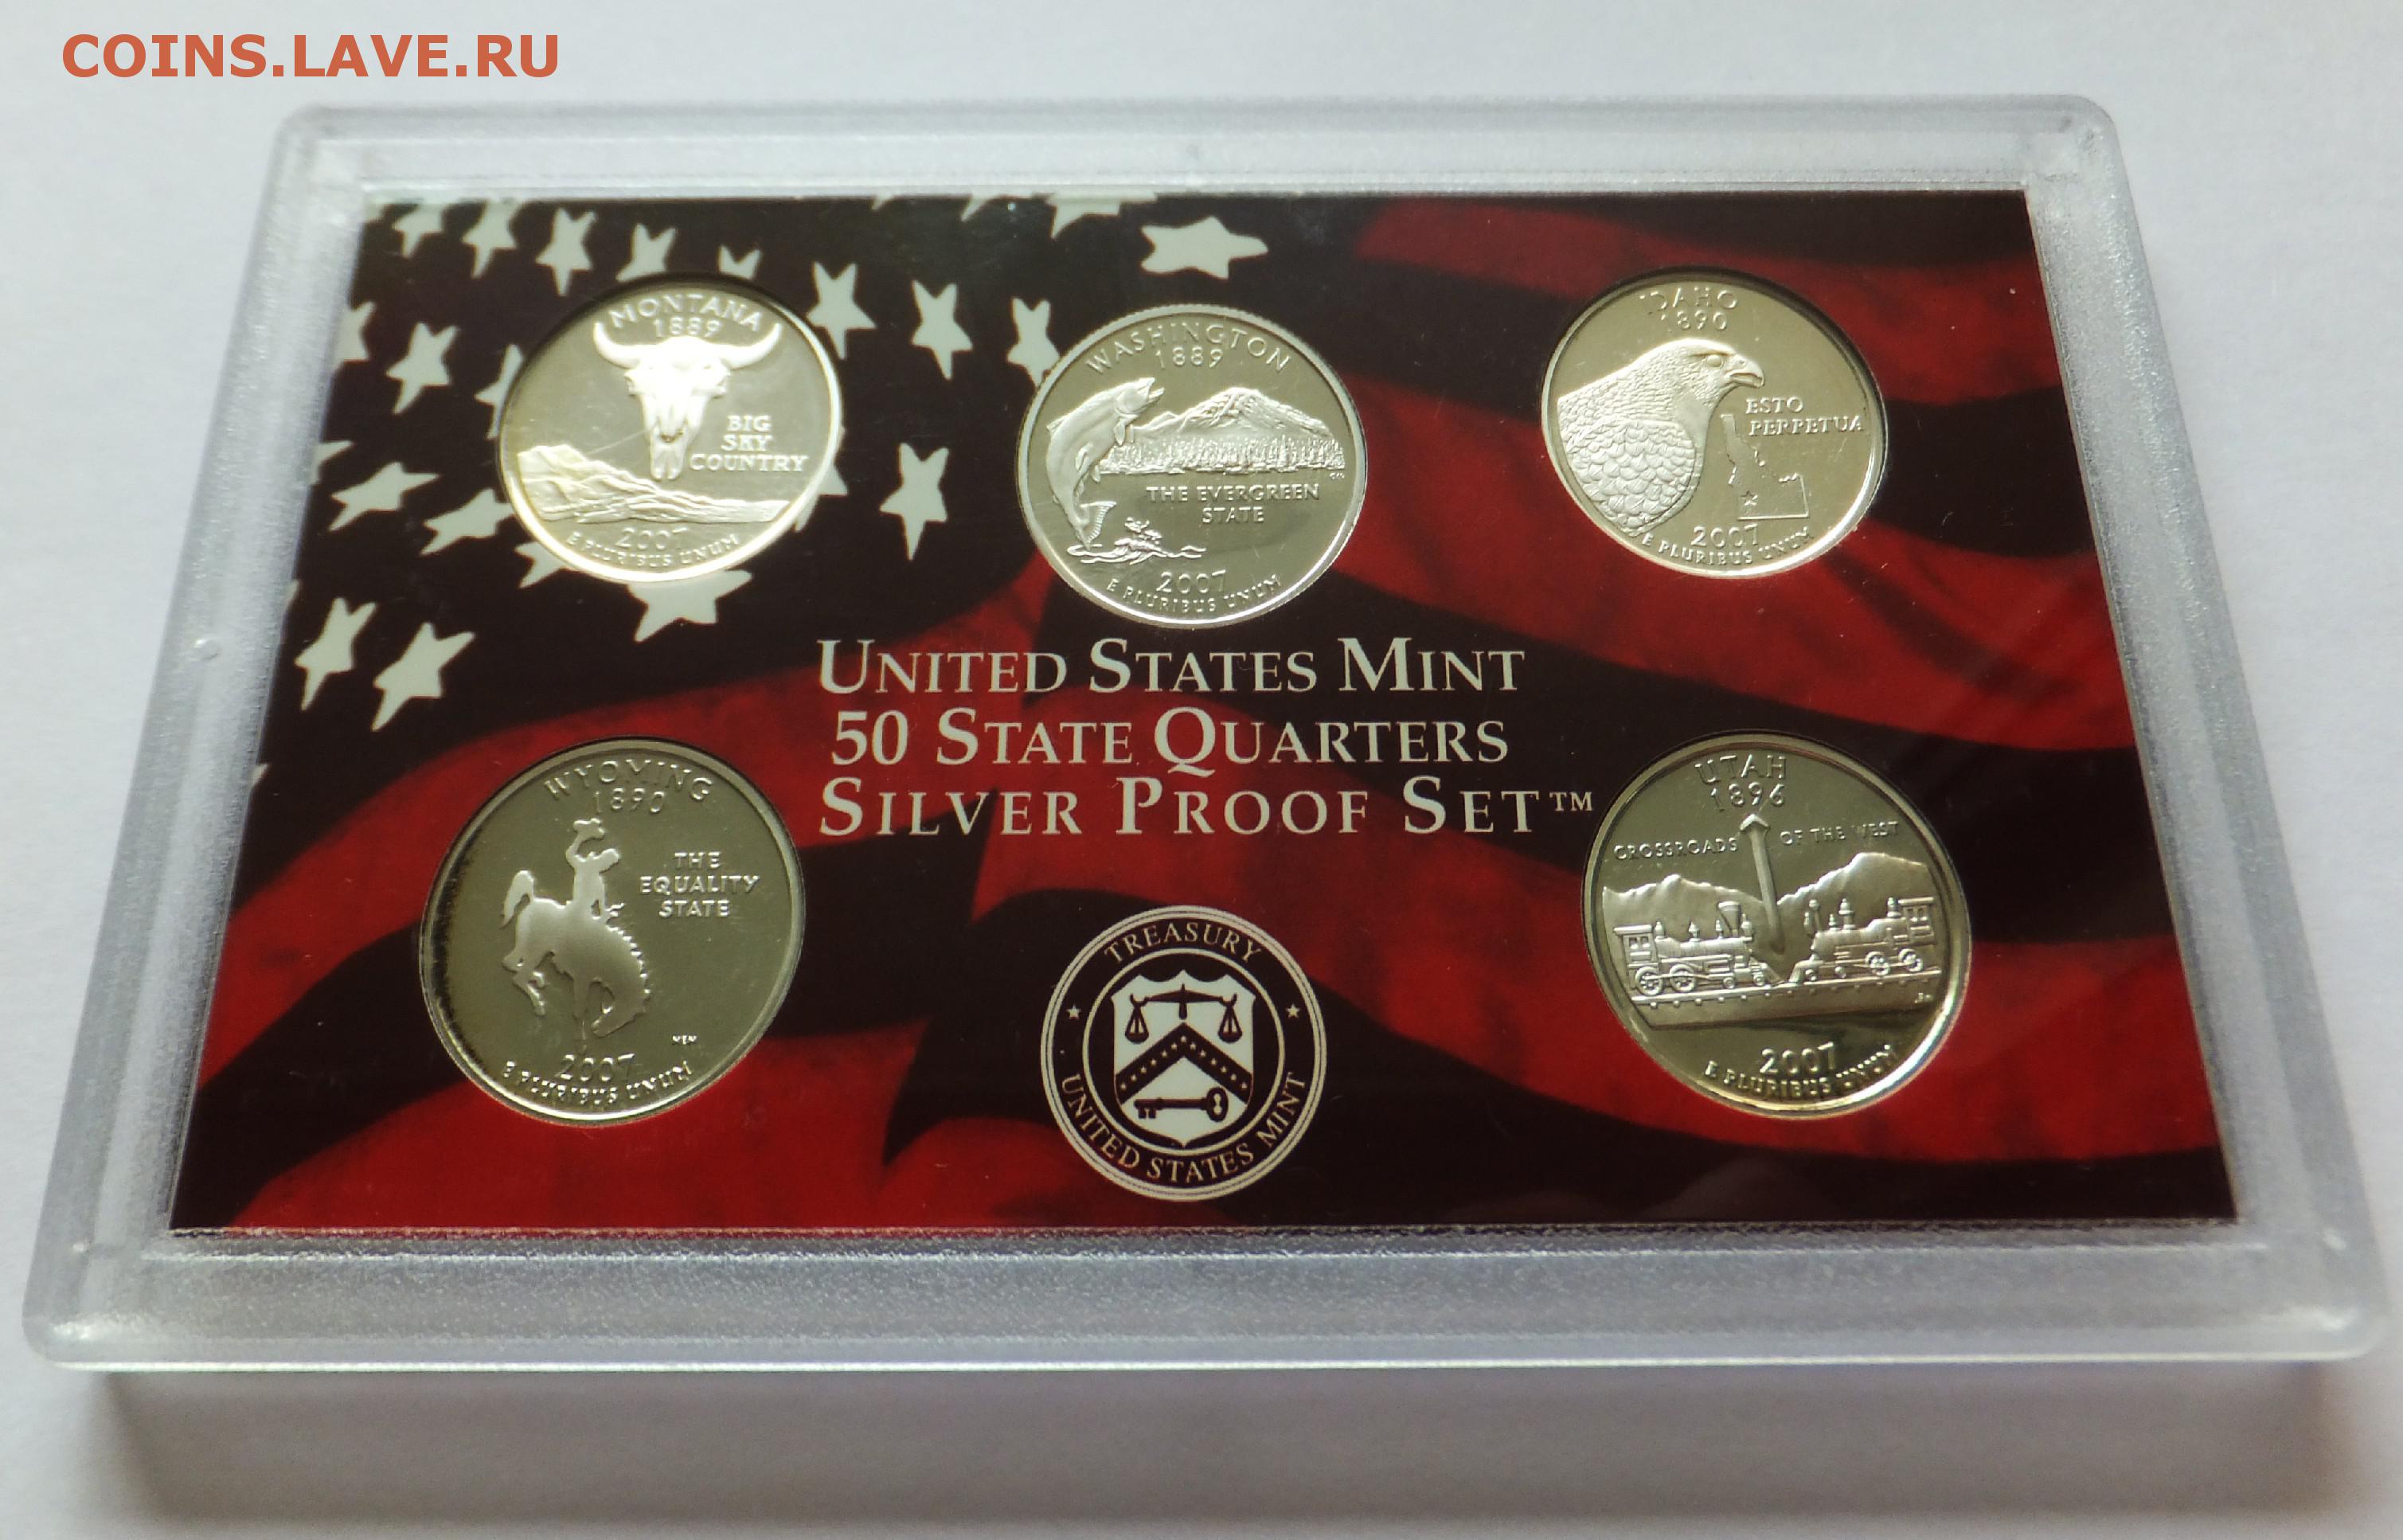 COINS.LAVE.RU
MONTANA
1889
BIG
SKY
COUNTRY
2007
E PLURIBUS UNUM
WASHINGTON
1889
THE EVERGREEN
STATE
2007
E PLURIBUS UNUM
IDAHO
1890
ESTO
PERPETUA
2007
E PLURIBUS UNUM
UNITED STATES MINT
50 STATE QUARTERS
SILVER PROOF SET™
WYOMING
1890
THE
EQUALITY
STATE
2007
E PLURIBUS UNUM
UTAH
1896
CROSSROADS OF THE WEST
2007
E PLURIBUS UNUM
TREASURY
UNITED STATES MINT